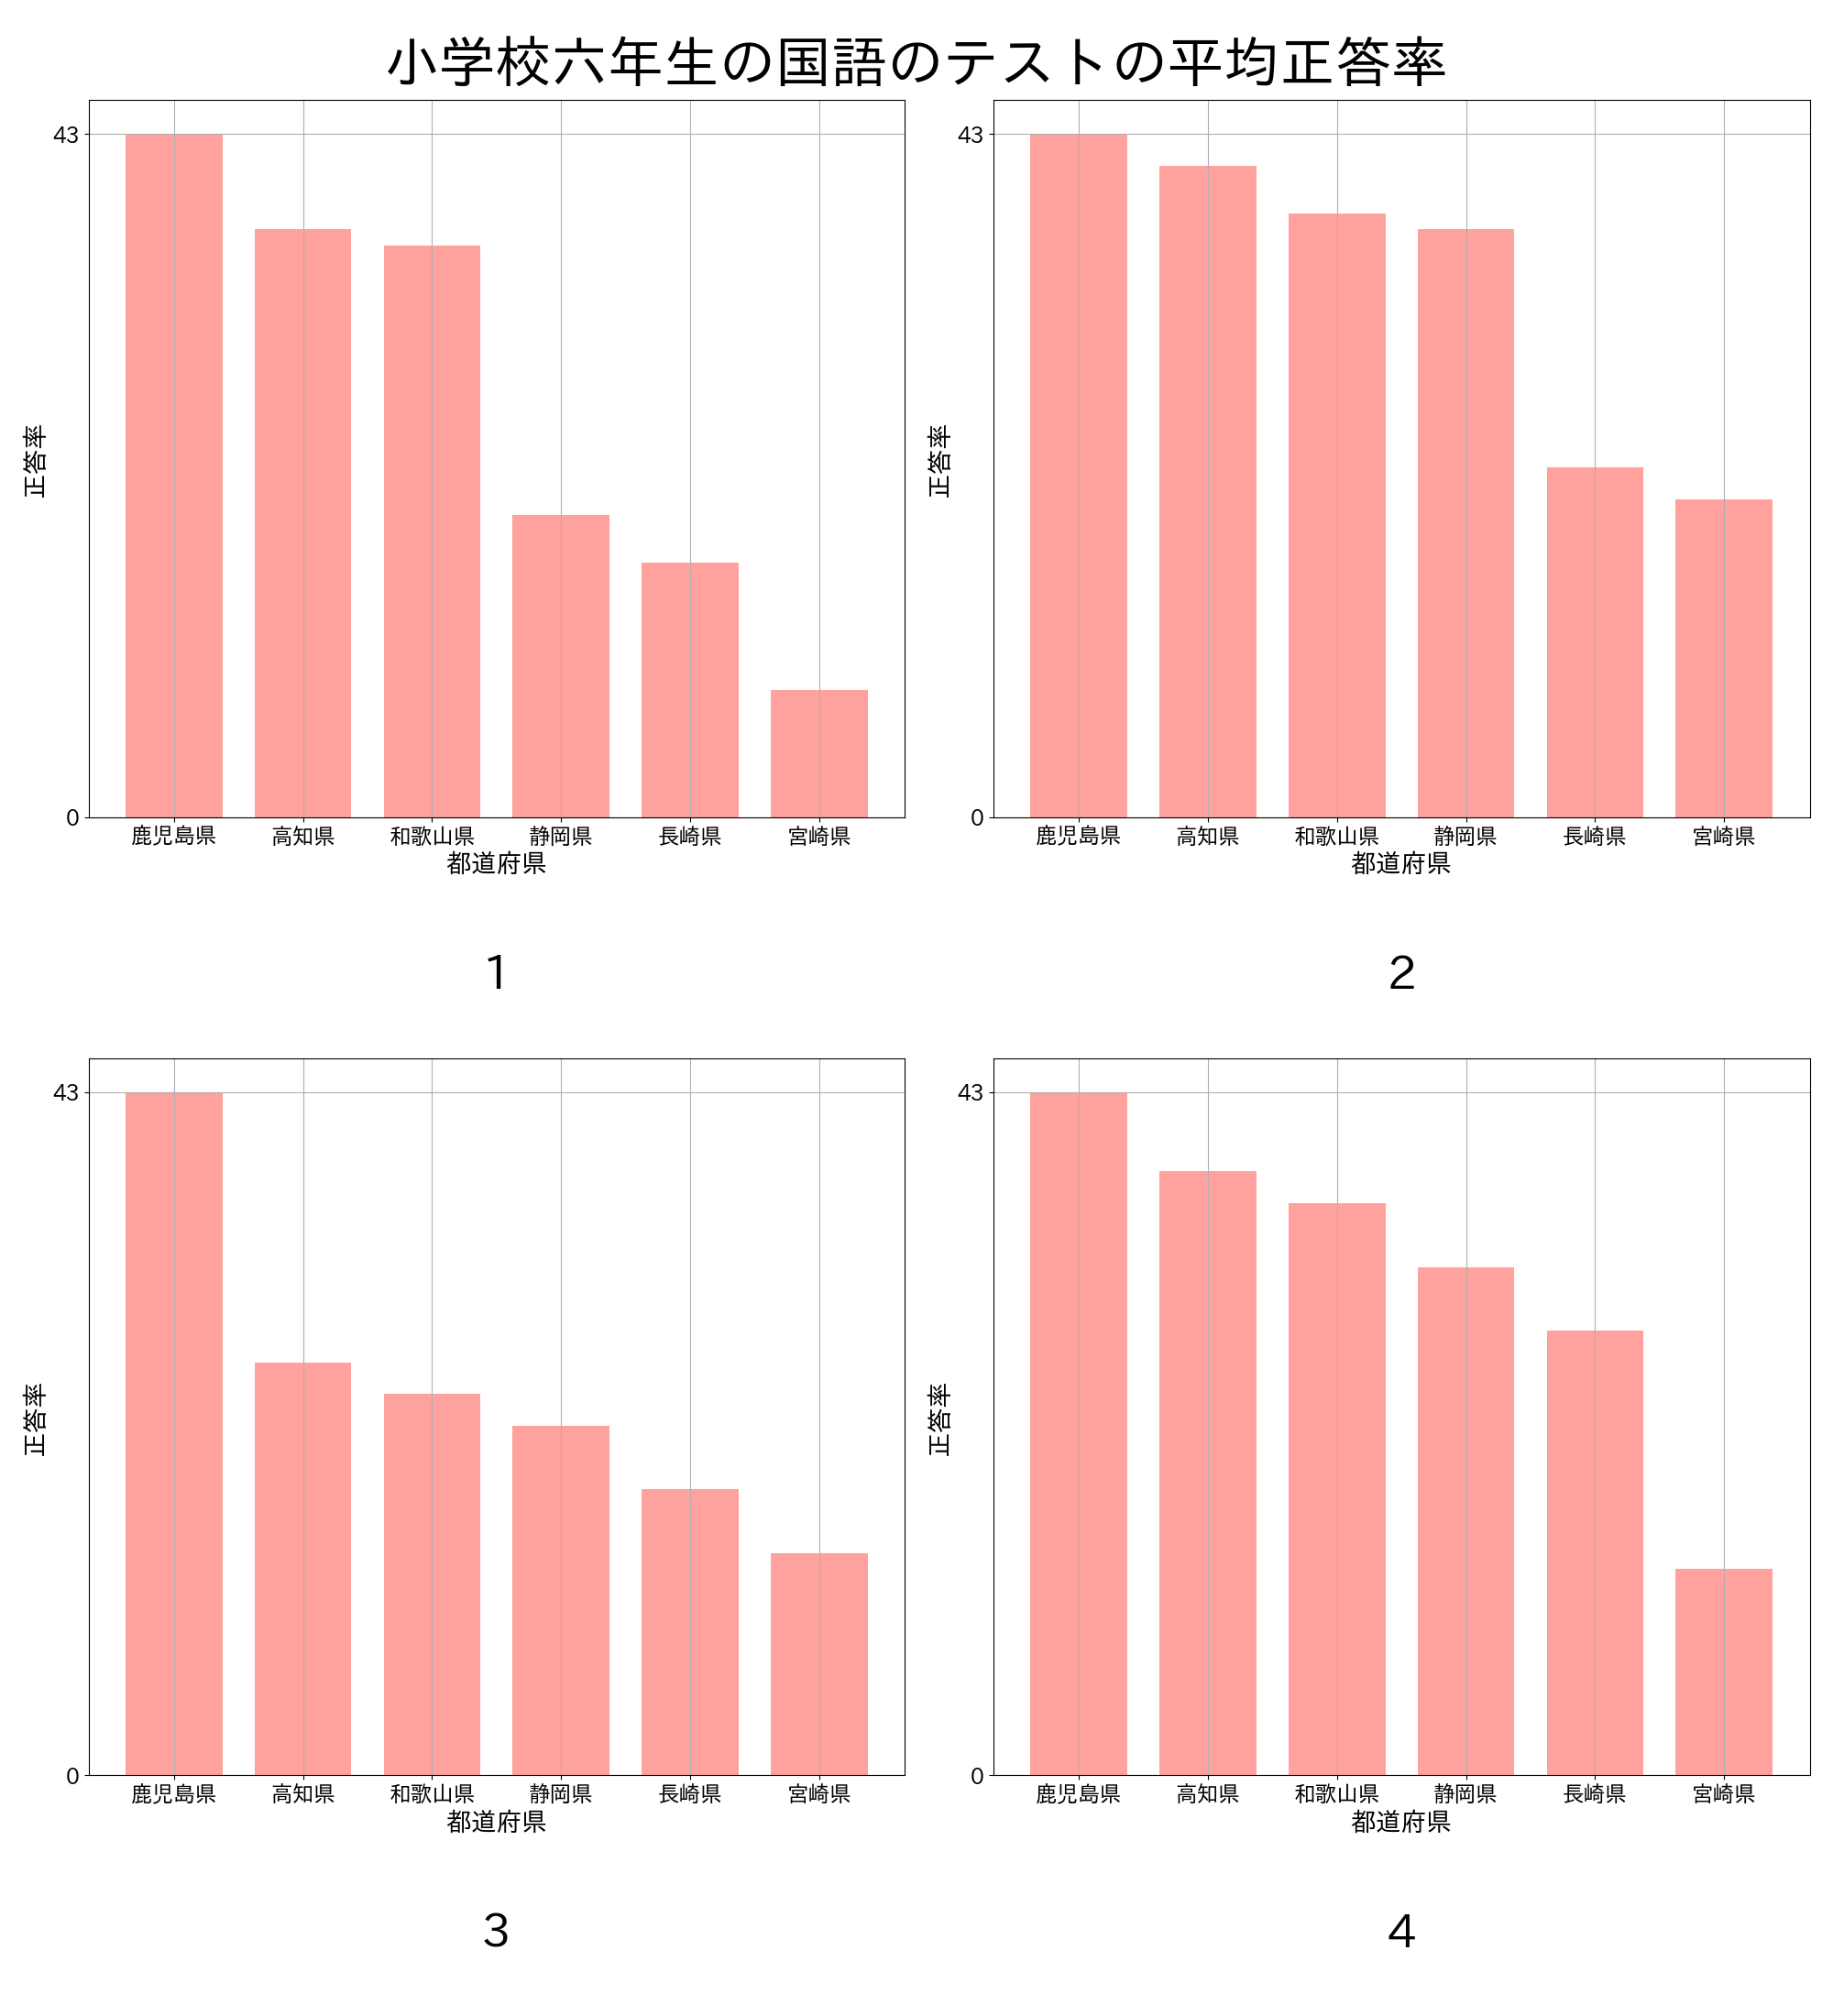 小学校六年生の国語のテストの平均正答率
43
正答率
0
鹿児島県 高知県 和歌山県 静岡県 長崎県 宮崎県
都道府県
1
43
正答率
0
鹿児島県 高知県 和歌山県 静岡県 長崎県 宮崎県
都道府県
2
43
正答率
0
鹿児島県 高知県 和歌山県 静岡県 長崎県 宮崎県
都道府県
3
43
正答率
0
鹿児島県 高知県 和歌山県 静岡県 長崎県 宮崎県
都道府県
4